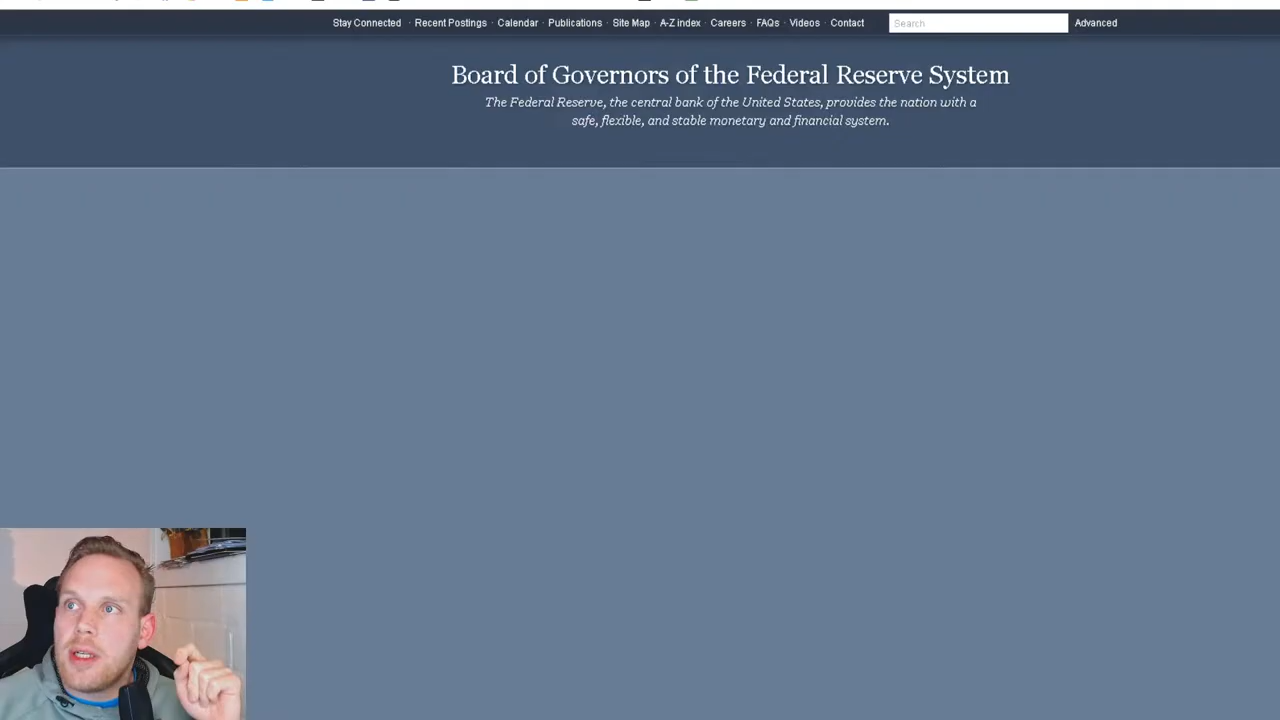 Stay Connected · Recent Postings · Calendar · Publications · Site Map · A-Z index · Careers · FAQs · Videos · Contact Search Advanced
Board of Governors of the Federal Reserve System
The Federal Reserve, the central bank of the United States, provides the nation with a
safe, flexible, and stable monetary and financial system.